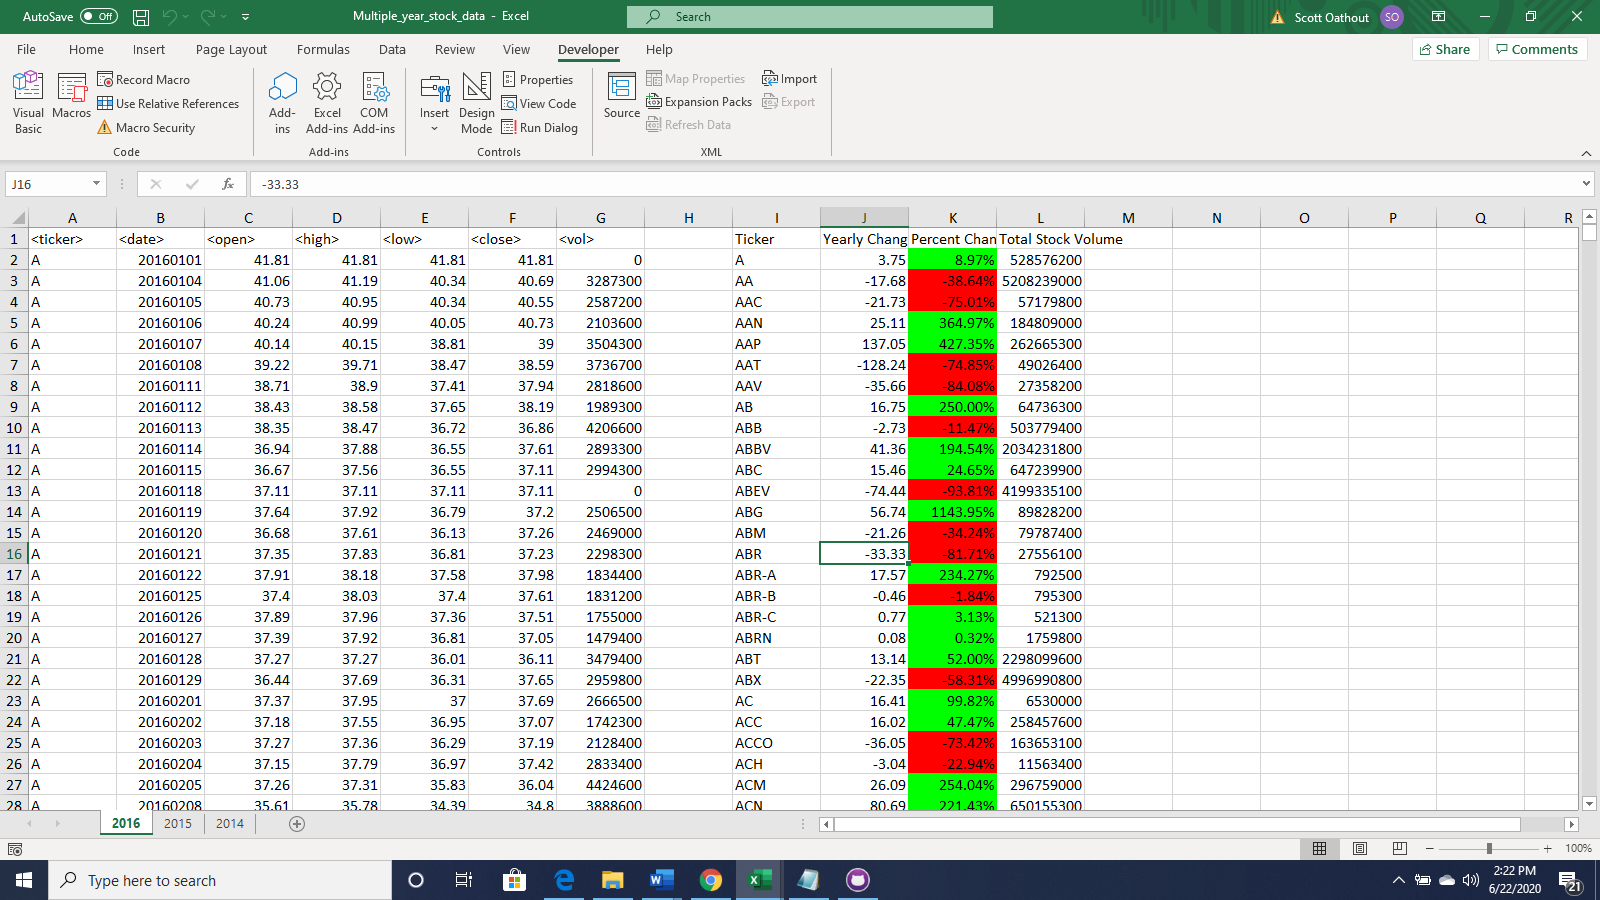 AutoSave Off Multiple_year_stock_data - Excel Search Scott Oathout SO
File Home Insert Page Layout Formulas Data Review View Developer Help Share Comments
Visual Basic Macros Record Macro Use Relative References Macro Security Add-ins Excel Add-ins COM Add-ins Insert Design Mode Properties View Code Run Dialog Source Map Properties Expansion Packs Refresh Data Import Export
Code Add-ins Controls XML
J16 fx -33.33
A B C D E F G H I J K L M N O P Q R
1 <ticker> <date> <open> <high> <low> <close> <vol> Ticker Yearly Chang Percent Chan Total Stock Volume
2 A 20160101 41.81 41.81 41.81 41.81 0 A 3.75 8.97% 528576200
3 A 20160104 41.06 41.19 40.34 40.69 3287300 AA -17.68 -38.64% 5208239000
4 A 20160105 40.73 40.95 40.34 40.55 2587200 AAC -21.73 -75.01% 57179800
5 A 20160106 40.24 40.99 40.05 40.73 2103600 AAN 25.11 364.97% 184809000
6 A 20160107 40.14 40.15 38.81 39 3504300 AAP 137.05 427.35% 262665300
7 A 20160108 39.22 39.71 38.47 38.59 3736700 AAT -128.24 -74.85% 49026400
8 A 20160111 38.71 38.9 37.41 37.94 2818600 AAV -35.66 -84.08% 27358200
9 A 20160112 38.43 38.58 37.65 38.19 1989300 AB 16.75 250.00% 64736300
10 A 20160113 38.35 38.47 36.72 36.86 4206600 ABB -2.73 -11.47% 503779400
11 A 20160114 36.94 37.88 36.55 37.61 2893300 ABBV 41.36 194.54% 2034231800
12 A 20160115 36.67 37.56 36.55 37.11 2994300 ABC 15.46 24.65% 647239900
13 A 20160118 37.11 37.11 37.11 37.11 0 ABEV -74.44 -93.81% 4199335100
14 A 20160119 37.64 37.92 36.79 37.2 2506500 ABG 56.74 1143.95% 89828200
15 A 20160120 36.68 37.61 36.13 37.26 2469000 ABM -21.26 -34.24% 79787400
16 A 20160121 37.35 37.83 36.81 37.23 2298300 ABR -33.33 -81.71% 27556100
17 A 20160122 37.91 38.18 37.58 37.98 1834400 ABR-A 17.57 234.27% 792500
18 A 20160125 37.4 38.03 37.4 37.61 1831200 ABR-B -0.46 -1.84% 795300
19 A 20160126 37.89 37.96 37.36 37.51 1755000 ABR-C 0.77 3.13% 521300
20 A 20160127 37.39 37.92 36.81 37.05 1479400 ABRN 0.08 0.32% 1759800
21 A 20160128 37.27 37.27 36.01 36.11 3479400 ABT 13.14 52.00% 2298099600
22 A 20160129 36.44 37.69 36.31 37.65 2959800 ABX -22.35 -58.31% 4996990800
23 A 20160201 37.37 37.95 37 37.69 2666500 AC 16.41 99.82% 6530000
24 A 20160202 37.18 37.55 36.95 37.07 1742300 ACC 16.02 47.47% 258457600
25 A 20160203 37.27 37.36 36.29 37.19 2128400 ACCO -36.05 -73.42% 163653100
26 A 20160204 37.15 37.79 36.97 37.42 2833400 ACH -3.04 -22.94% 11563400
27 A 20160205 37.26 37.31 35.83 36.04 4424600 ACM 26.09 254.04% 296759000
28 A 20160208 35.61 35.78 34.39 34.8 3888600 ACN 80.69 221.43% 650155300
2016 2015 2014
100%
Type here to search
2:22 PM
6/22/2020
21